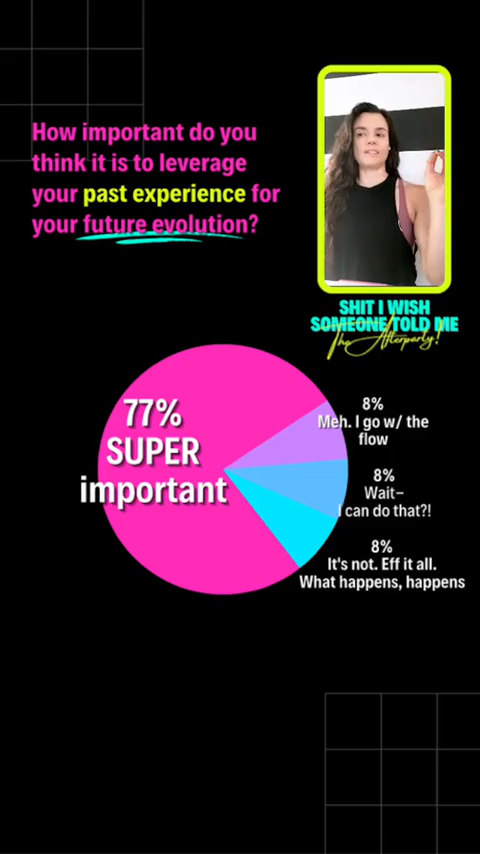 How important do you
think it is to leverage
your past experience for
your future evolution?
SHIT I WISH
SOMEONE TOLD ME
The Afterparty!
77%
SUPER
important
8%
Meh. I go w/ the
flow
8%
Wait–
I can do that?!
8%
It's not. Eff it all.
What happens, happens